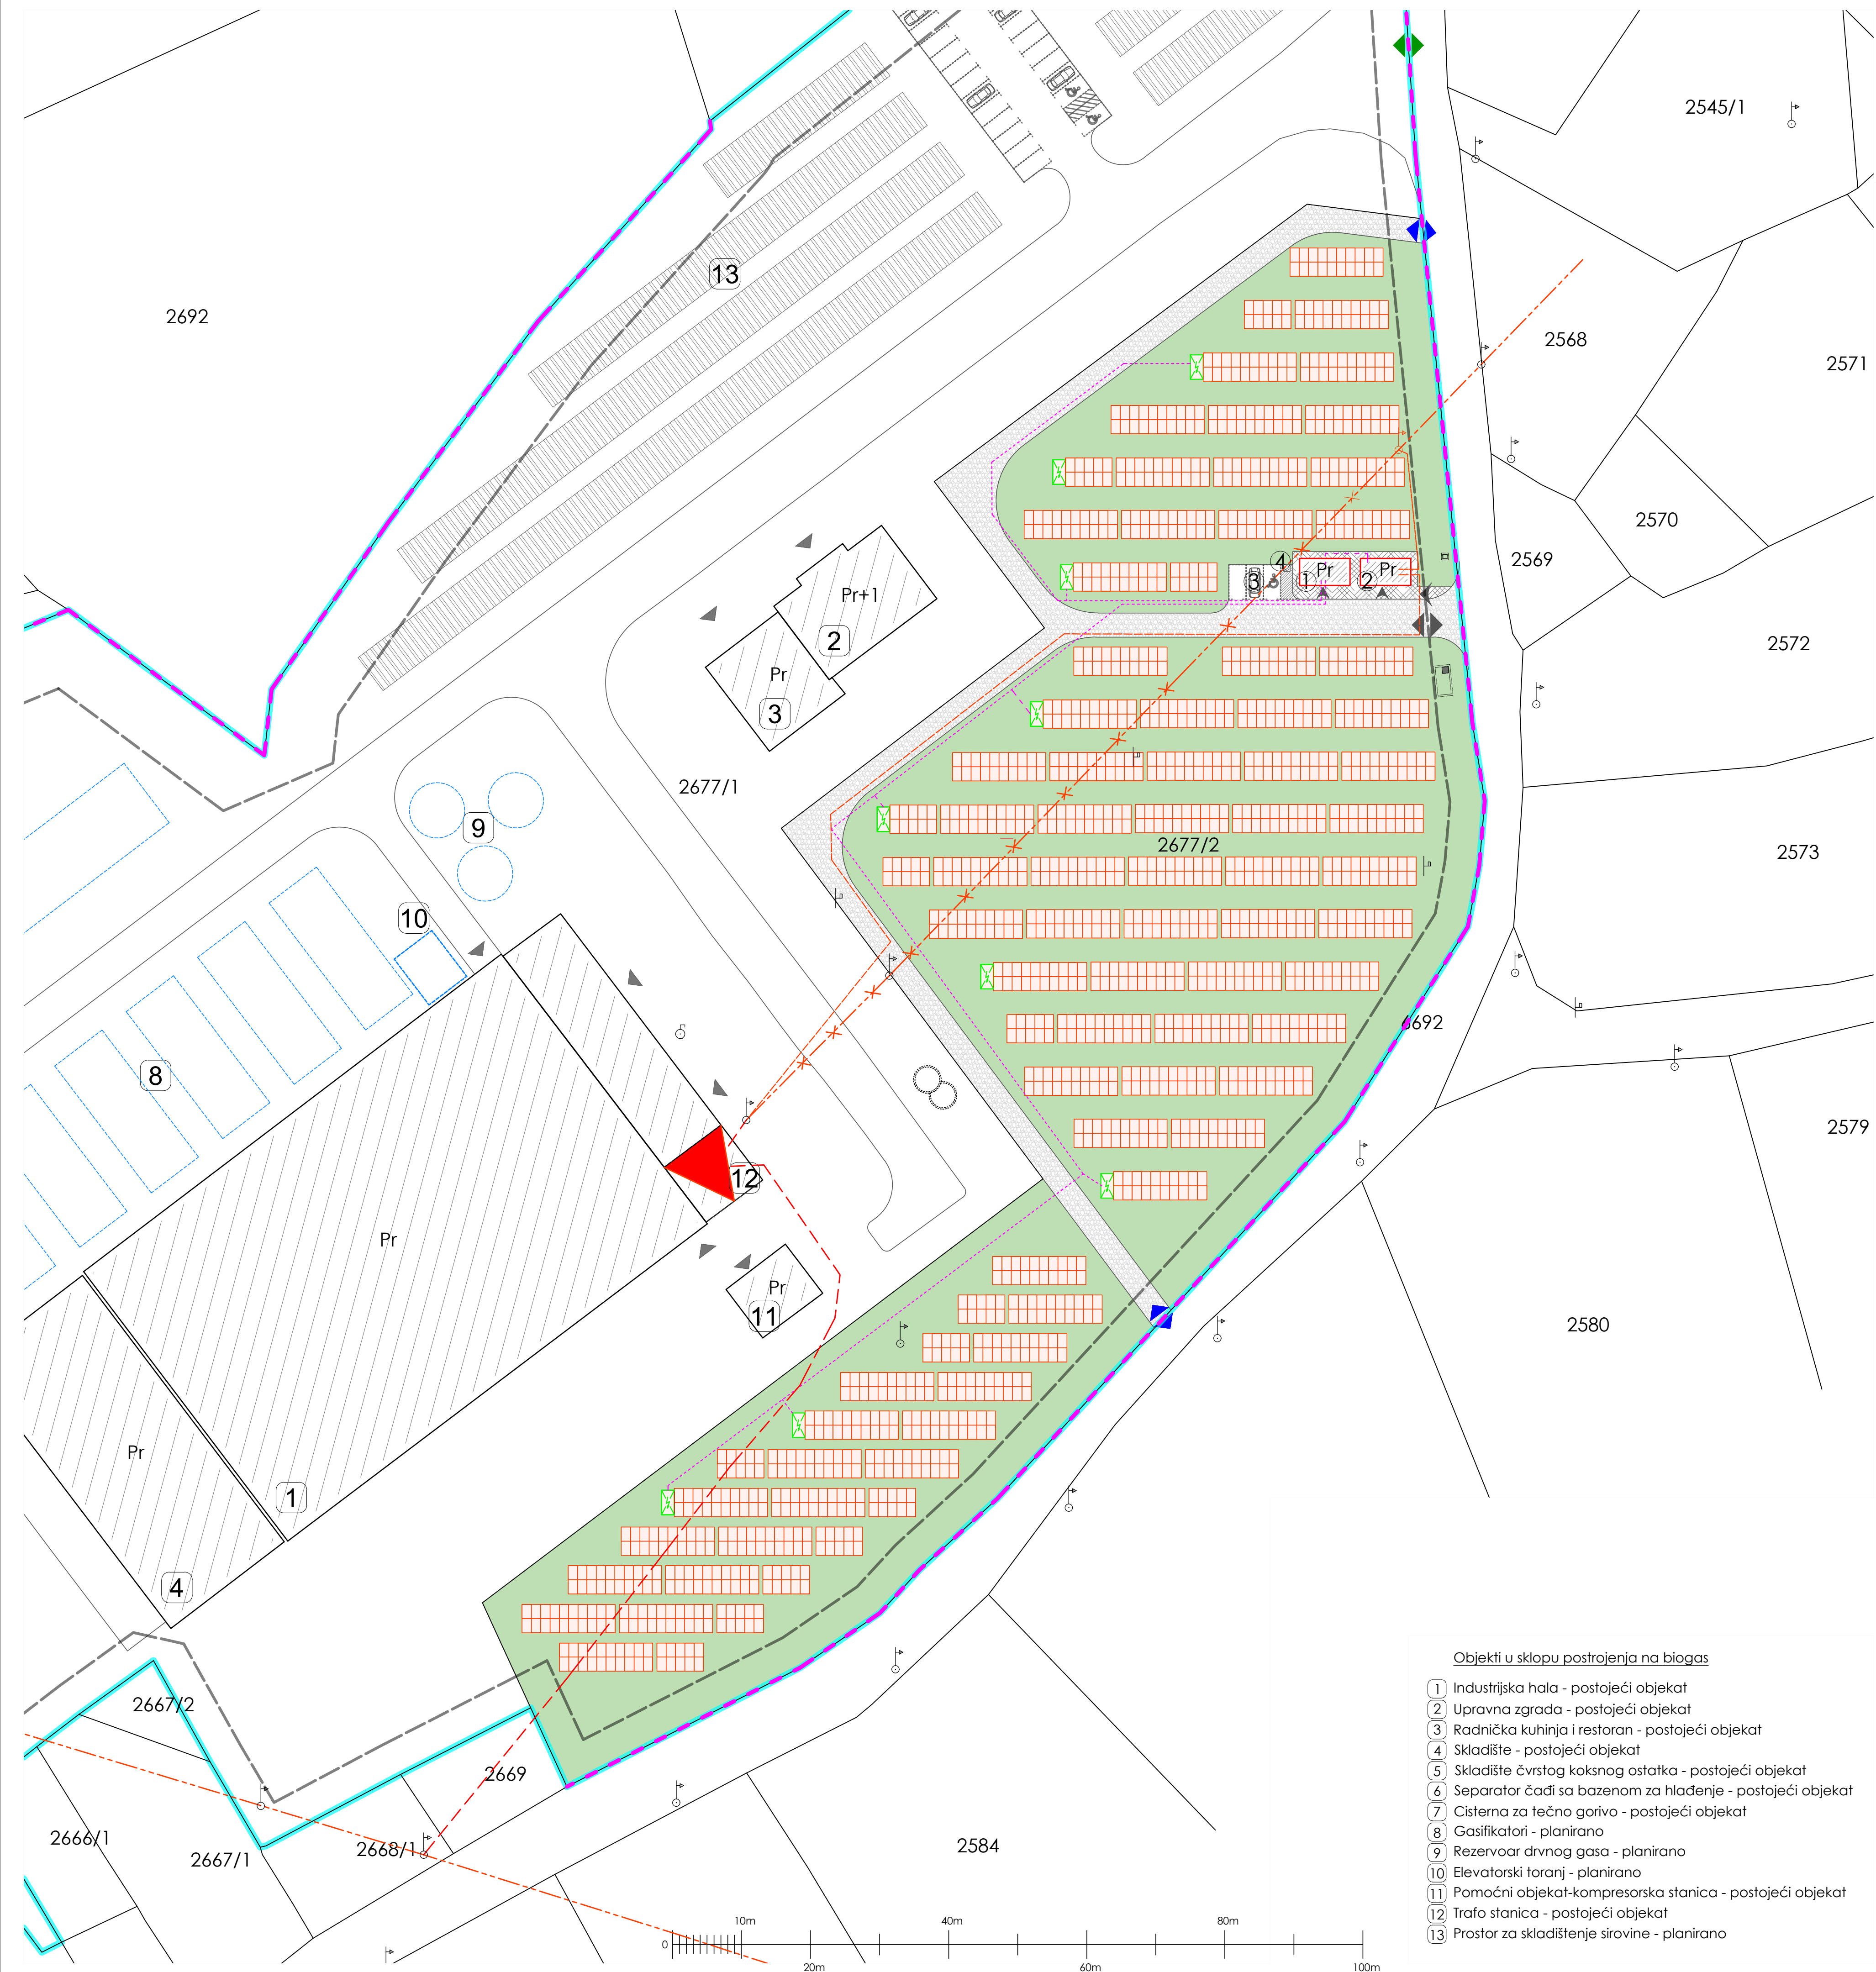 2545/1
13
2692
2568
2571
2570
2569
4
Pr
Pr
3
1
2
Pr+1
2
2572
Pr
3
2677/1
9
2677/2
2573
10
6692
8
2579
12
Pr
Pr
11
2580
Pr
1
4
2667/2
2669
2666/1
2667/1
2668/1
2584
Objekti u sklopu postrojenja na biogas
1 Industrijska hala - postojeći objekat
2 Upravna zgrada - postojeći objekat
3 Radnička kuhinja i restoran - postojeći objekat
4 Skladište - postojeći objekat
5 Skladište čvrstog koksnog ostatka - postojeći objekat
6 Separator čađi sa bazenom za hlađenje - postojeći objekat
7 Cisterna za tečno gorivo - postojeći objekat
8 Gasifikatori - planirano
9 Rezervoar drvnog gasa - planirano
10 Elevatorski toranj - planirano
11 Pomoćni objekat-kompresorska stanica - postojeći objekat
12 Trafo stanica - postojeći objekat
13 Prostor za skladištenje sirovine - planirano
10m 40m 80m
0
20m 60m 100m